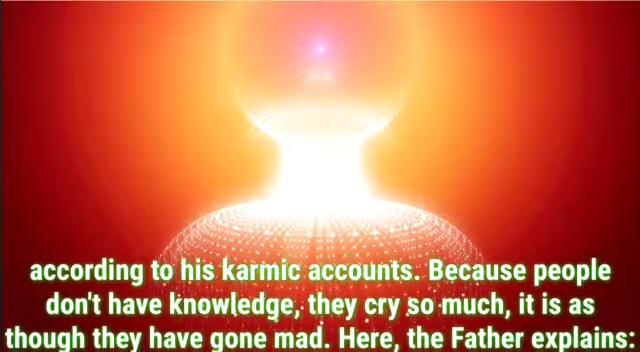 according to his karmic accounts. Because people
don't have knowledge, they cry so much, it is as
though they have gone mad. Here, the Father explains: